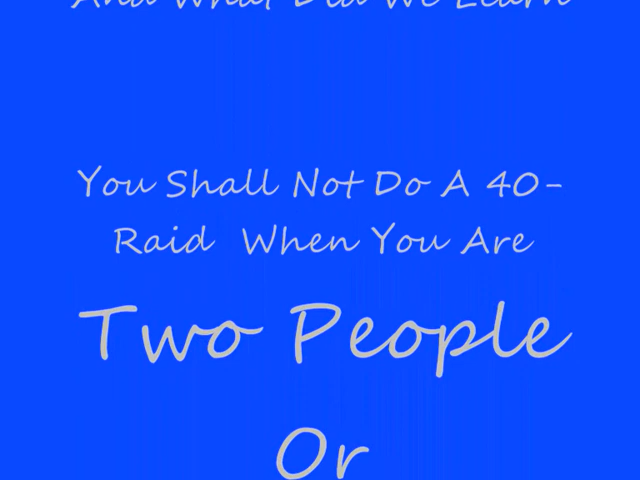 And What Did We Learn
You Shall Not Do A 40-
Raid When You Are
Two People
Or